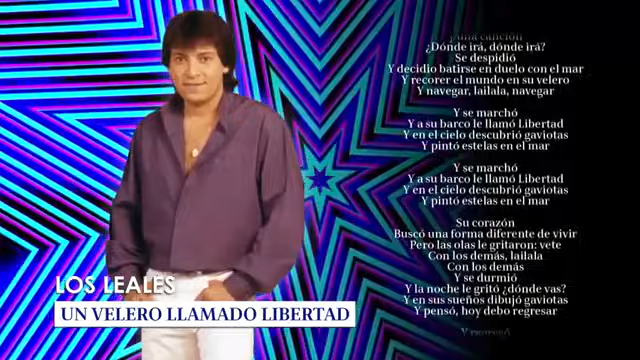 y una canción
¿Dónde irá, dónde irá?
Se despidió
Y decidio batirse en duelo con el mar
Y recorer el mundo en su velero
Y navegar, lailala, navegar
Y se marchó
Y a su barco le llamó Libertad
Y en el cielo descubrió gaviotas
Y pintó estelas en el mar
Y se marchó
Y a su barco le llamó Libertad
Y en el cielo descubrió gaviotas
Y pintó estelas en el mar
Su corazón
Buscó una forma diferente de vivir
Pero las olas le gritaron: vete
Con los demás, lailala
Con los demás
Y se durmió
Y la noche le gritó ¿donde vas?
Y en sus sueños dibujó gaviotas
Y pensó, hoy debo regresar
LOS LEALES
UN VELERO LLAMADO LIBERTAD